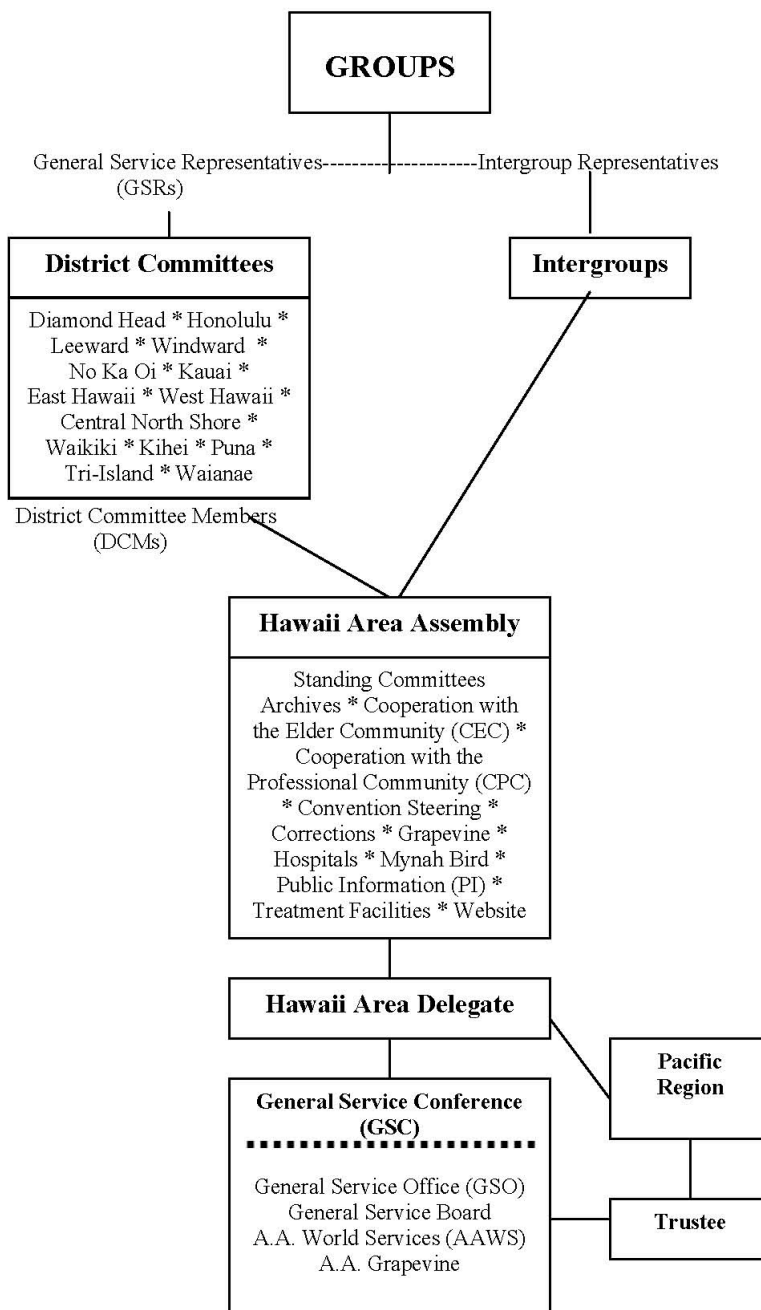 GROUPS
General Service Representatives----------------------Intergroup Representatives
(GSRs)
District Committees
Diamond Head * Honolulu *
Leeward * Windward *
No Ka Oi * Kauai *
East Hawaii * West Hawaii *
Central North Shore *
Waikiki * Kihei * Puna *
Tri-Island * Waianae
District Committee Members
(DCMs)
Intergroups
Hawaii Area Assembly
Standing Committees
Archives * Cooperation with
the Elder Community (CEC) *
Cooperation with the
Professional Community (CPC)
* Convention Steering *
Corrections * Grapevine *
Hospitals * Mynah Bird *
Public Information (PI) *
Treatment Facilities * Website
Hawaii Area Delegate
General Service Conference
(GSC)
General Service Office (GSO)
General Service Board
A.A. World Services (AAWS)
A.A. Grapevine
Pacific
Region
Trustee